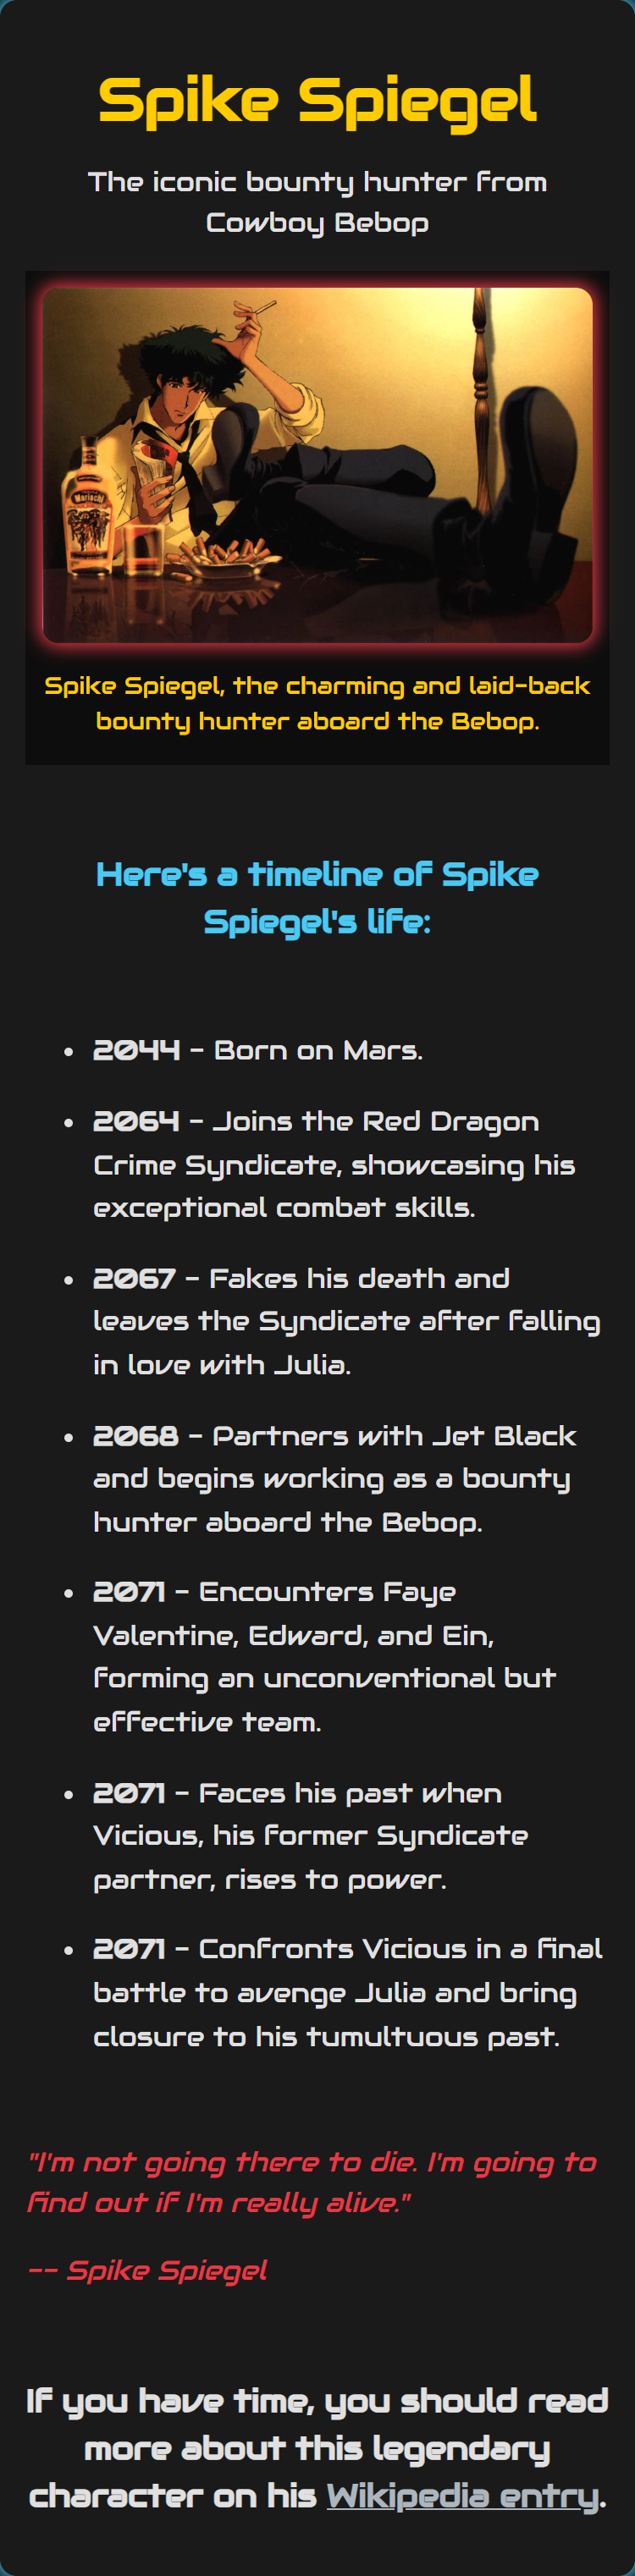 Spike Spiegel
The iconic bounty hunter from
Cowboy Bebop
Mariachi
Spike Spiegel, the charming and laid-back
bounty hunter aboard the Bebop.
Here's a timeline of Spike
Spiegel's life:
• 2044 - Born on Mars.
• 2064 - Joins the Red Dragon
Crime Syndicate, showcasing his
exceptional combat skills.
• 2067 - Fakes his death and
leaves the Syndicate after falling
in love with Julia.
• 2068 - Partners with Jet Black
and begins working as a bounty
hunter aboard the Bebop.
• 2071 - Encounters Faye
Valentine, Edward, and Ein,
forming an unconventional but
effective team.
• 2071 - Faces his past when
Vicious, his former Syndicate
partner, rises to power.
• 2071 - Confronts Vicious in a final
battle to avenge Julia and bring
closure to his tumultuous past.
"I'm not going there to die. I'm going to
find out if I'm really alive."
-- Spike Spiegel
If you have time, you should read
more about this legendary
character on his Wikipedia entry.